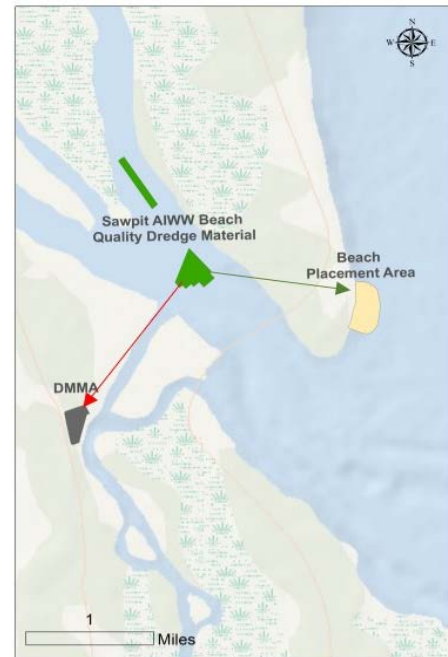 N
W E
S
Sawpit AIWW Beach
Quality Dredge Material
Beach
Placement Area
DMMA
1
Miles